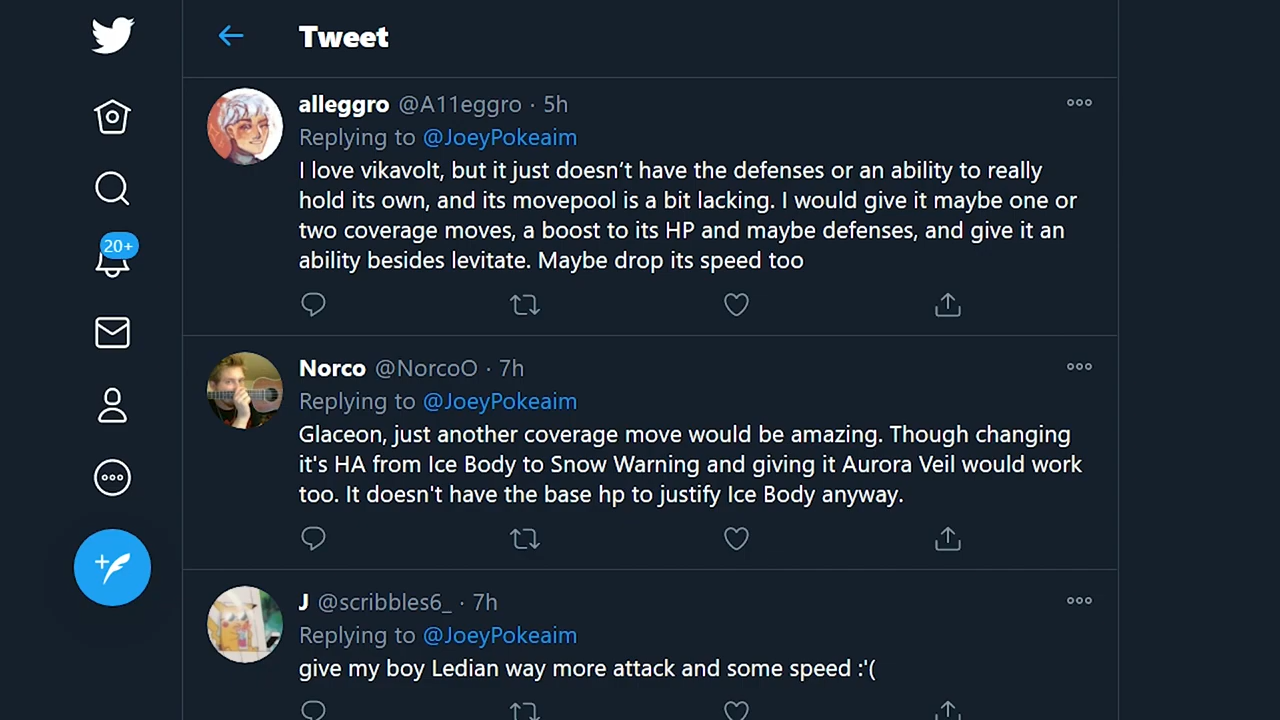 Tweet
alleggro @A11eggro · 5h
Replying to @JoeyPokeaim
I love vikavolt, but it just doesn’t have the defenses or an ability to really
hold its own, and its movepool is a bit lacking. I would give it maybe one or
two coverage moves, a boost to its HP and maybe defenses, and give it an
ability besides levitate. Maybe drop its speed too
20+
Norco @NorcoO · 7h
Replying to @JoeyPokeaim
Glaceon, just another coverage move would be amazing. Though changing
it's HA from Ice Body to Snow Warning and giving it Aurora Veil would work
too. It doesn't have the base hp to justify Ice Body anyway.
J @scribbles6_ · 7h
Replying to @JoeyPokeaim
give my boy Ledian way more attack and some speed :'(